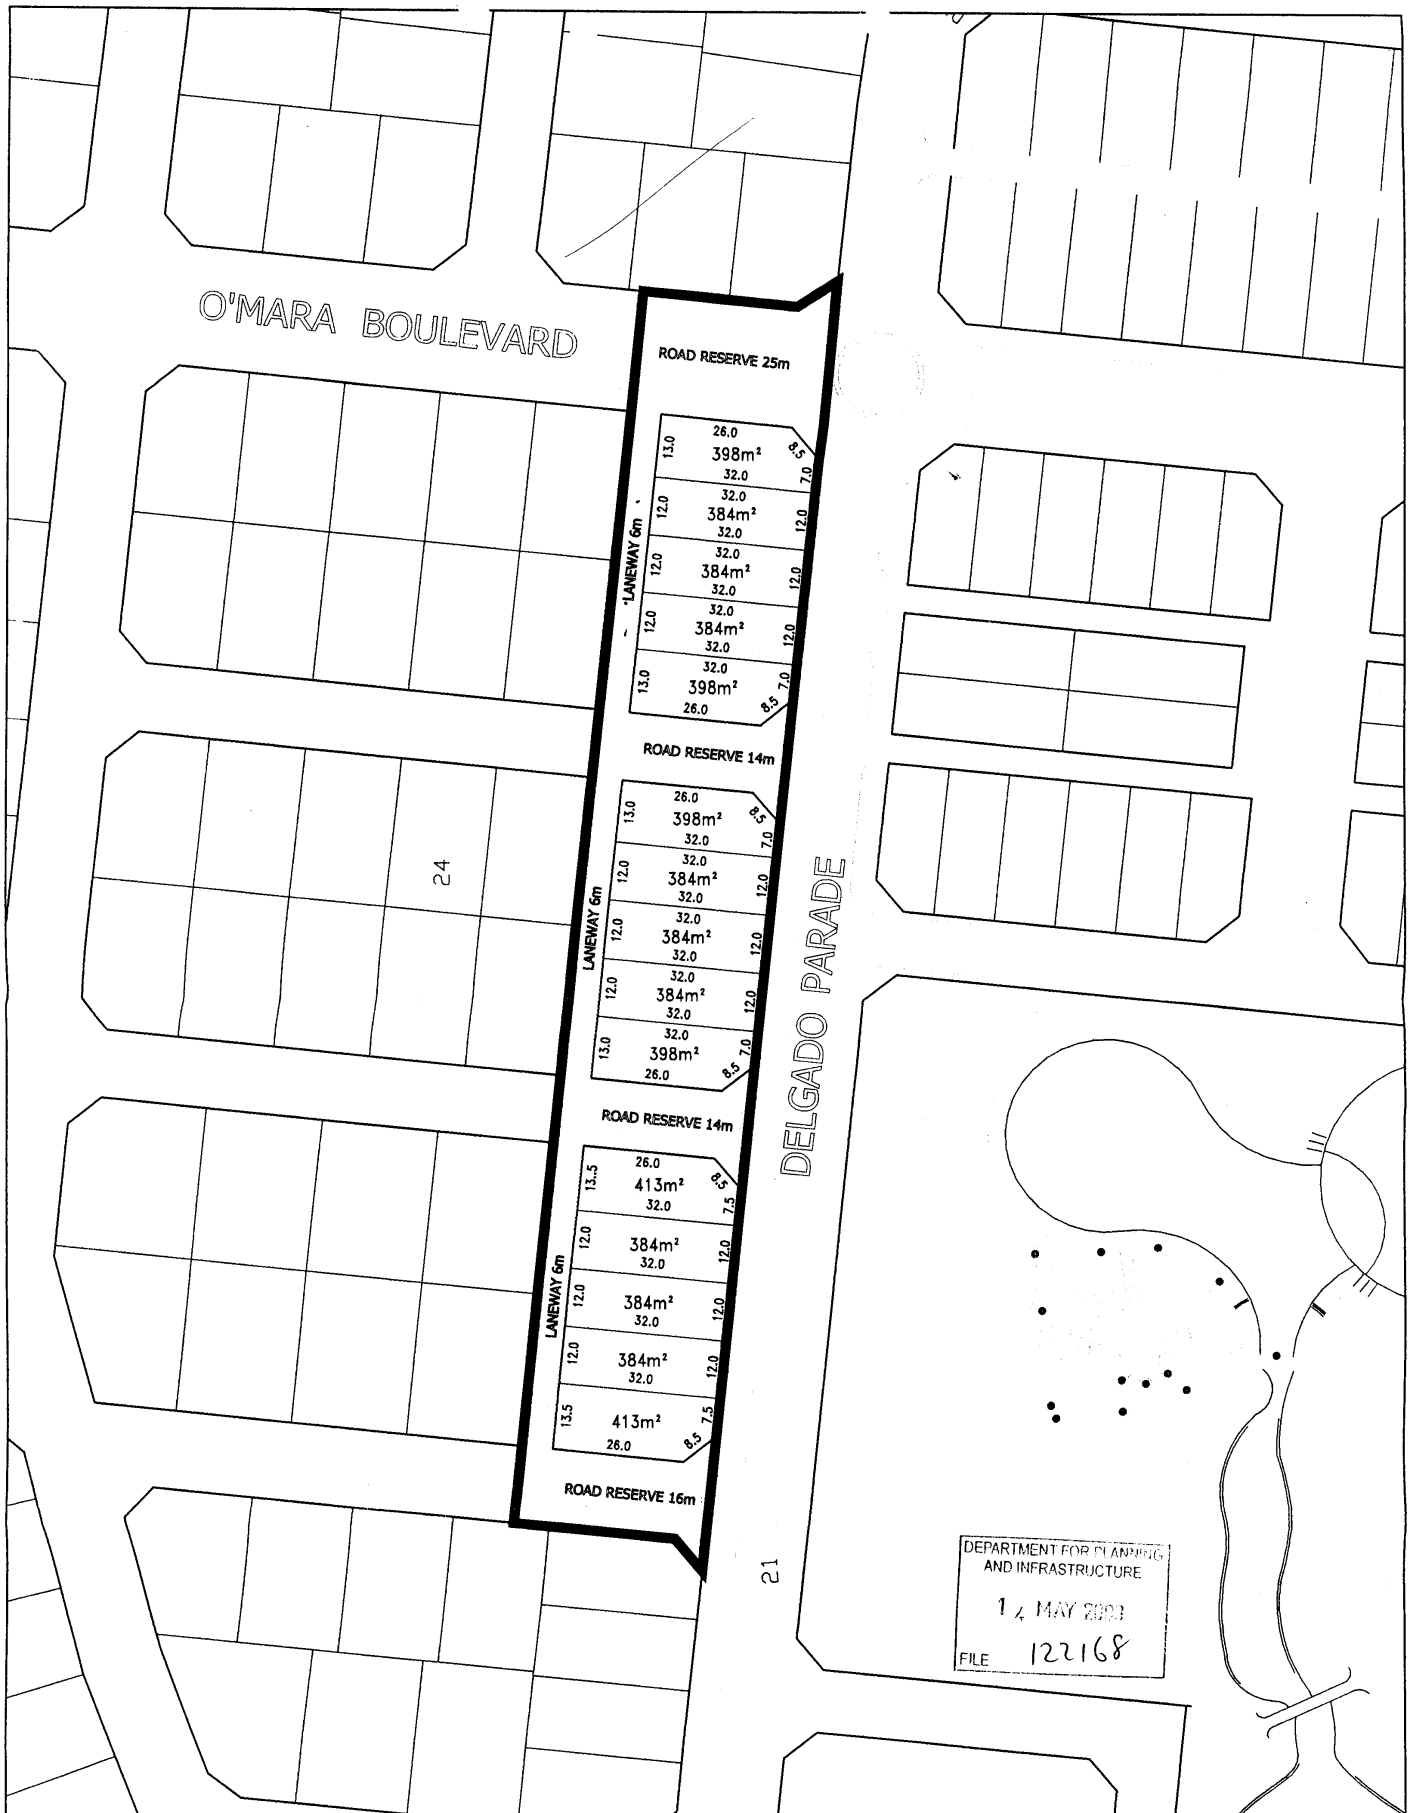 O'MARA BOULEVARD
ROAD RESERVE 25m
26.0
13.0
398m²
8.5
32.0
7.0
32.0
12.0
384m²
12.0
32.0
LANEWAY 6m
32.0
12.0
384m²
12.0
32.0
32.0
12.0
384m²
12.0
32.0
32.0
13.0
398m²
7.0
26.0
8.5
ROAD RESERVE 14m
26.0
13.0
398m²
8.5
32.0
7.0
32.0
12.0
384m²
12.0
32.0
LANEWAY 6m
32.0
12.0
384m²
12.0
32.0
32.0
12.0
384m²
12.0
32.0
32.0
13.0
398m²
7.0
26.0
8.5
24
DELGADO PARADE
ROAD RESERVE 14m
26.0
13.5
413m²
8.5
32.0
7.5
12.0
384m²
12.0
32.0
LANEWAY 6m
12.0
384m²
12.0
32.0
12.0
384m²
12.0
32.0
13.5
413m²
7.5
26.0
8.5
ROAD RESERVE 16m
21
DEPARTMENT FOR PLANNING
AND INFRASTRUCTURE
14 MAY
FILE 122168